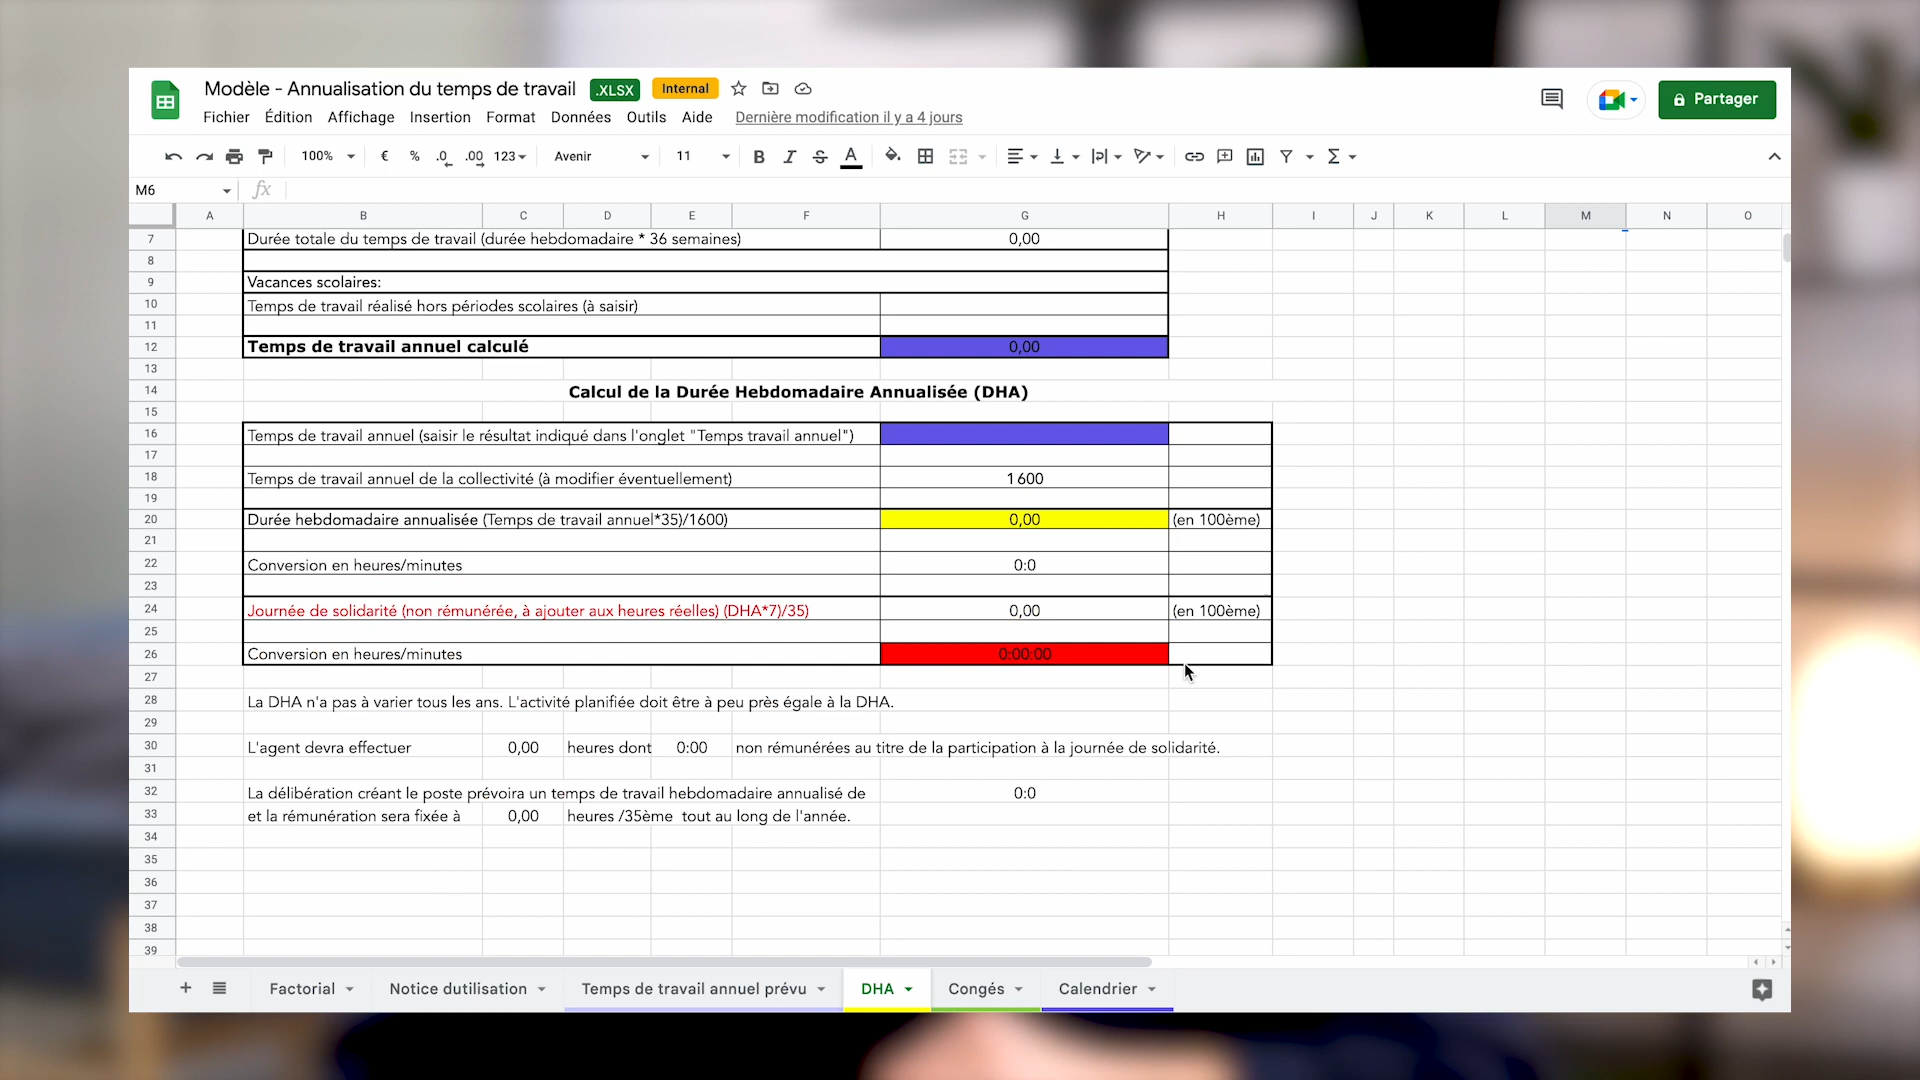 Modèle - Annualisation du temps de travail .XLSX Internal
Fichier Édition Affichage Insertion Format Données Outils Aide Dernière modification il y a 4 jours
Partager
100% € % .0 .00 123 Avenir 11 B I S A
M6 fx
A B C D E F G H I J K L M N O
7 Durée totale du temps de travail (durée hebdomadaire * 36 semaines) 0,00
8
9 Vacances scolaires:
10 Temps de travail réalisé hors périodes scolaires (à saisir)
11
12 Temps de travail annuel calculé 0,00
13
14 Calcul de la Durée Hebdomadaire Annualisée (DHA)
15
16 Temps de travail annuel (saisir le résultat indiqué dans l'onglet "Temps travail annuel")
17
18 Temps de travail annuel de la collectivité (à modifier éventuellement) 1 600
19
20 Durée hebdomadaire annualisée (Temps de travail annuel*35)/1600) 0,00 (en 100ème)
21
22 Conversion en heures/minutes 0:0
23
24 Journée de solidarité (non rémunérée, à ajouter aux heures réelles) (DHA*7)/35) 0,00 (en 100ème)
25
26 Conversion en heures/minutes 0:00:00
27
28 La DHA n'a pas à varier tous les ans. L'activité planifiée doit être à peu près égale à la DHA.
29
30 L'agent devra effectuer 0,00 heures dont 0:00 non rémunérées au titre de la participation à la journée de solidarité.
31
32 La délibération créant le poste prévoira un temps de travail hebdomadaire annualisé de 0:0
33 et la rémunération sera fixée à 0,00 heures /35ème tout au long de l'année.
34
35
36
37
38
39
Factorial Notice dutilisation Temps de travail annuel prévu DHA Congés Calendrier